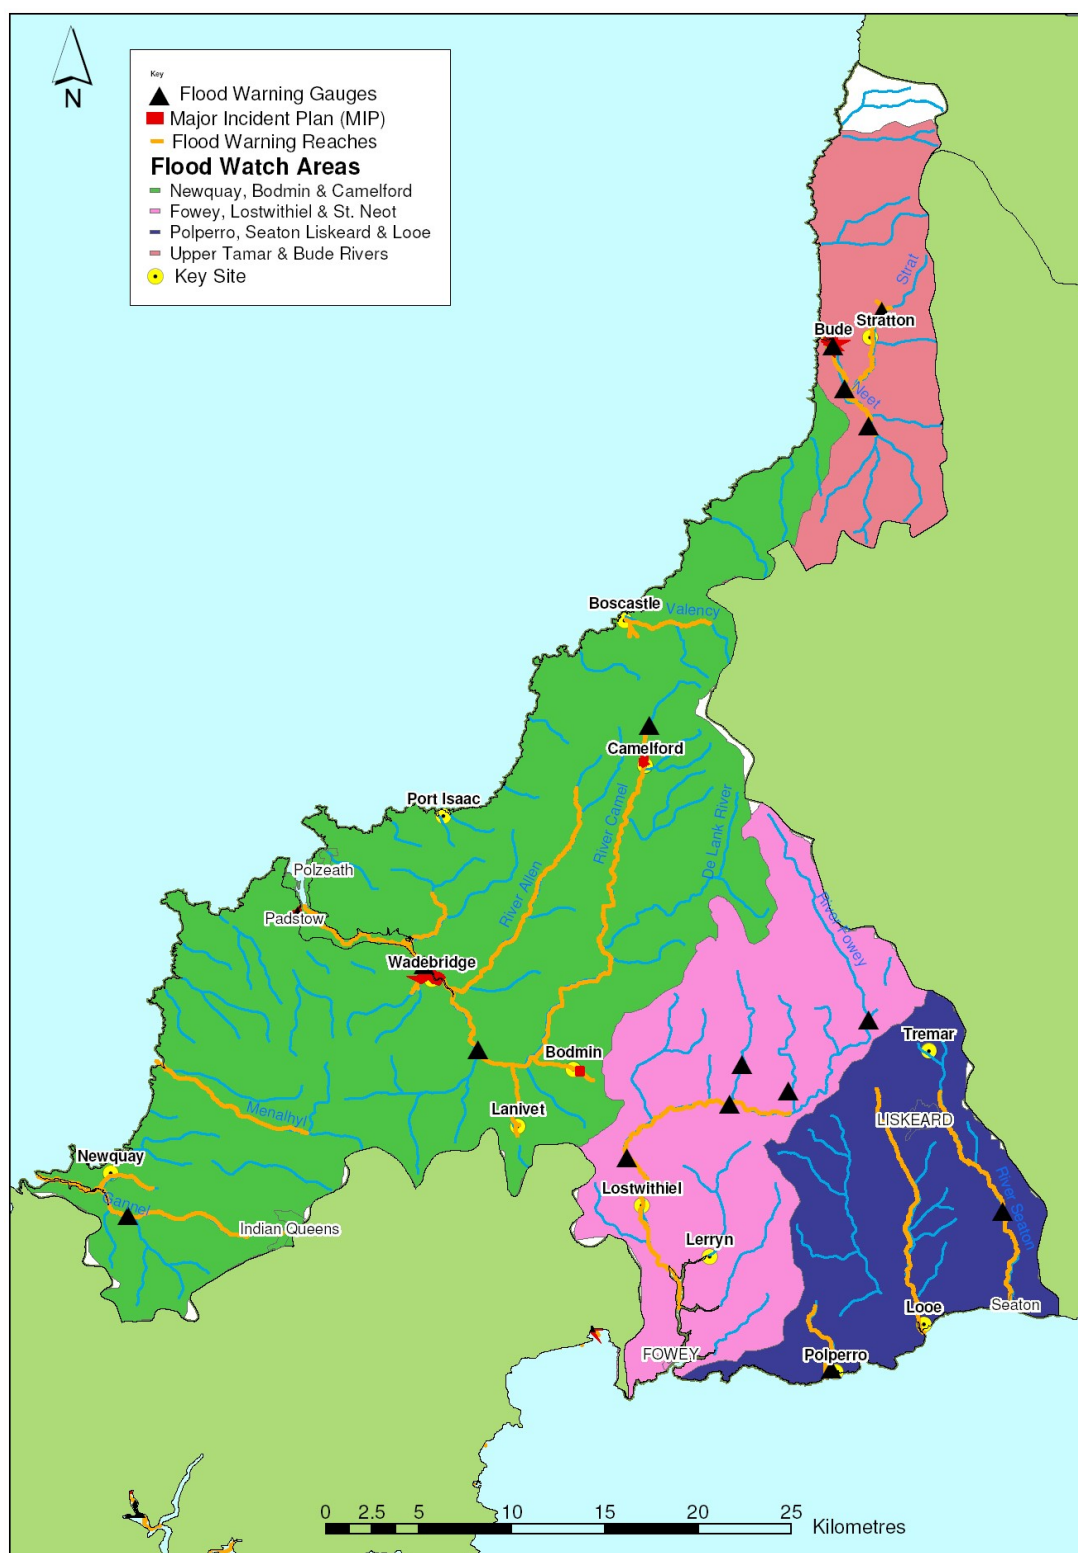 N
Key
Flood Warning Gauges
Major Incident Plan (MIP)
Flood Warning Reaches
Flood Watch Areas
Newquay, Bodmin & Camelford
Fowey, Lostwithiel & St. Neot
Polperro, Seaton Liskeard & Looe
Upper Tamar & Bude Rivers
Key Site
Strat
Stratton
Bude
Neet
Boscastle
Valency
Camelford
Port Isaac
River Camel
De Lank River
River Allen
Polzeath
Padstow
River Fowey
Wadebridge
Tremar
Bodmin
Lanivet
Menalhyl
LISKEARD
Newquay
Gannel
Indian Queens
Lostwithiel
River Seaton
Lerryn
Looe
Seaton
FOWEY
Polperro
0 2.5 5 10 15 20 25
Kilometres